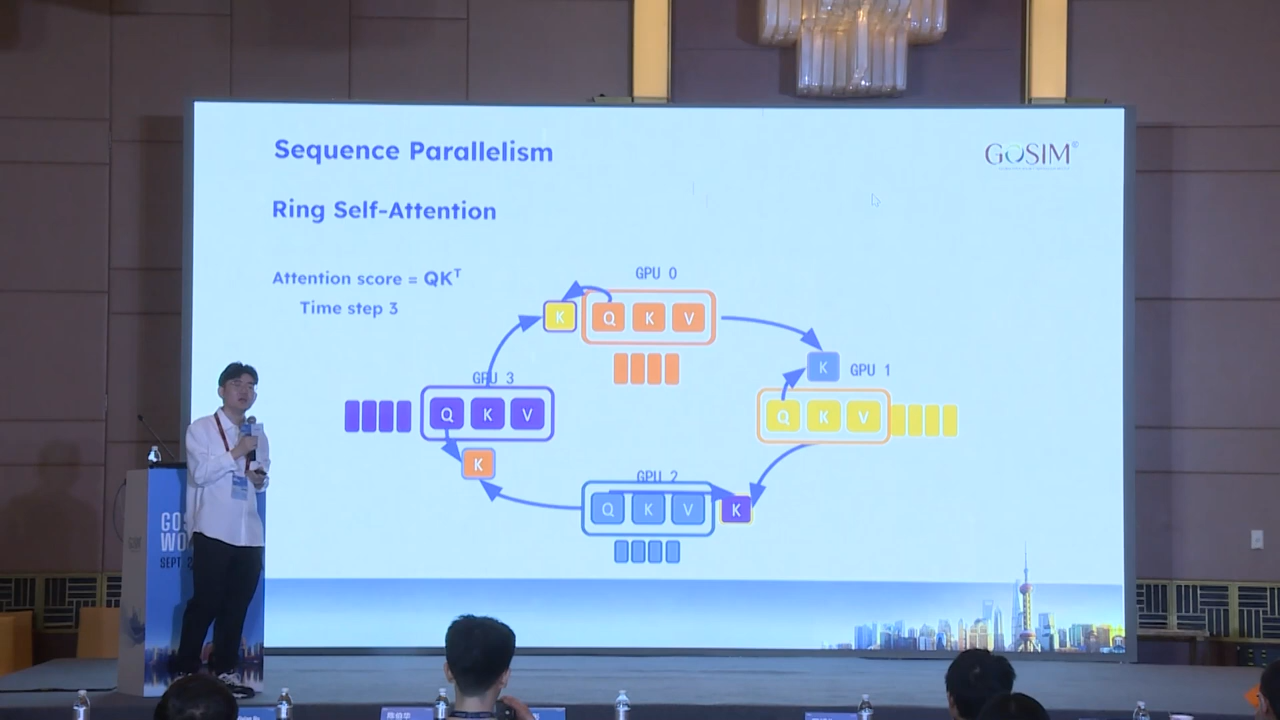 Sequence Parallelism
GOSIM
Ring Self-Attention
Attention score = QKᵀ
Time step 3
GPU 0
K
Q K V
GPU 1
K
GPU 3
Q K V
Q K V
K
GPU 2
Q K V
K
SEPT